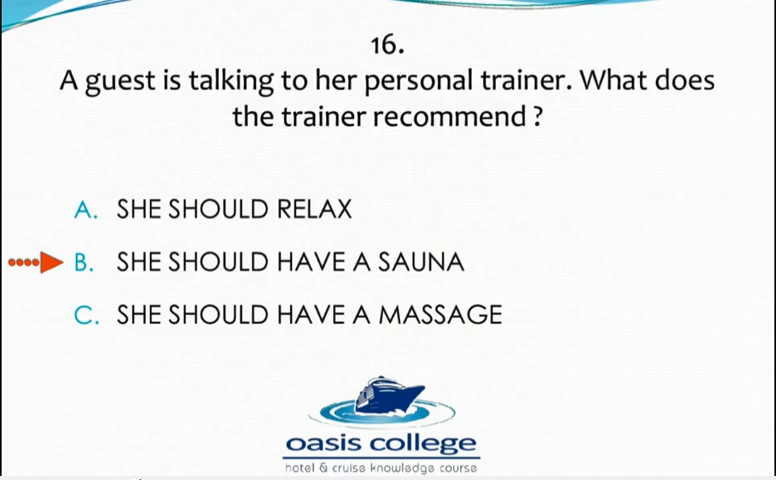 16.
A guest is talking to her personal trainer. What does
the trainer recommend ?
A. SHE SHOULD RELAX
B. SHE SHOULD HAVE A SAUNA
C. SHE SHOULD HAVE A MASSAGE
oasis college
hotel & cruise knowledge course